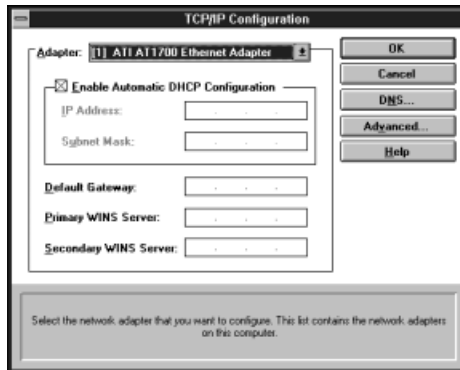 TCP/IP Configuration
Adapter: [1] ATI AT1700 Ethernet Adapter
OK
Cancel
DNS...
Advanced...
Help
Enable Automatic DHCP Configuration
IP Address:
Subnet Mask:
Default Gateway:
Primary WINS Server:
Secondary WINS Server:
Select the network adapter that you want to configure. This list contains the network adapters
on this computer.